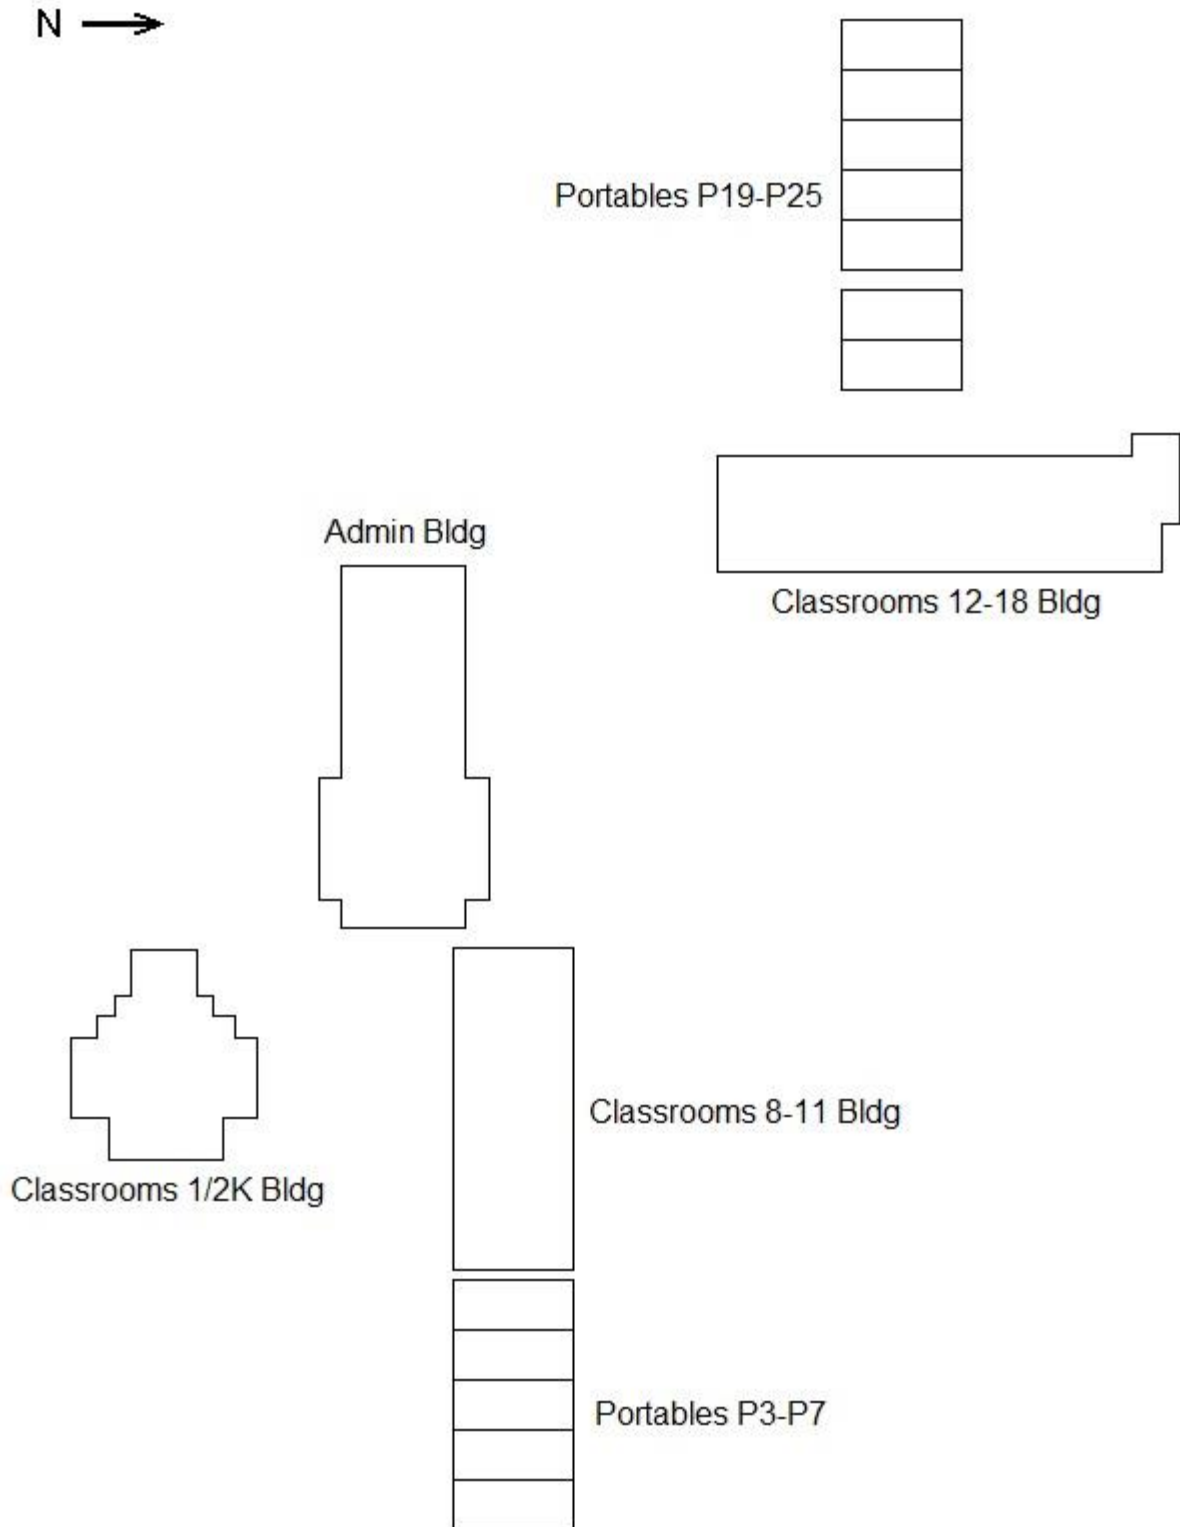 N
Portables P19-P25
Admin Bldg
Classrooms 12-18 Bldg
Classrooms 8-11 Bldg
Classrooms 1/2K Bldg
Portables P3-P7